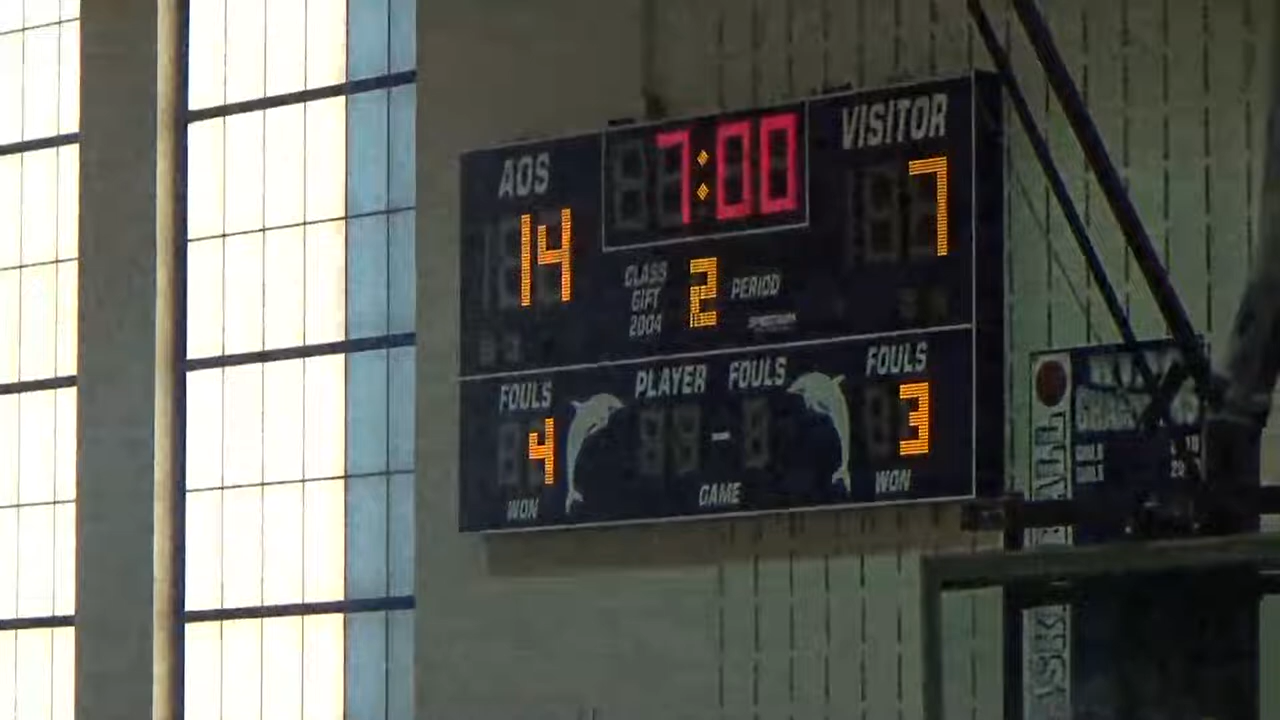 AOS
7:00
VISITOR
14
7
CLASS
GIFT
2004
2
PERIOD
FOULS
PLAYER
FOULS
FOULS
4
-
3
WON
GAME
WON